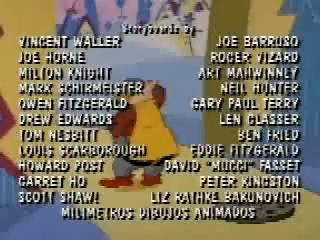 Storyboards By
VINCENT WALLER JOE BARRUSO
JOE HORNE ROGER VIZARD
MILTON KNIGHT ART MAWHINNEY
MARK SCHIRMEISTER NEIL HUNTER
OWEN FITZGERALD GARY PAUL TERRY
DREW EDWARDS LEN GLASSER
TOM NESBITT BEN FRIED
LOUIS SCARBOROUGH EDDIE FITZGERALD
HOWARD POST DAVID "MUCCI" FASSET
GARRET HO PETER KINGSTON
SCOTT SHAW! LIZ RATHKE BAKUNOVICH
MILIMETROS DIBUJOS ANIMADOS